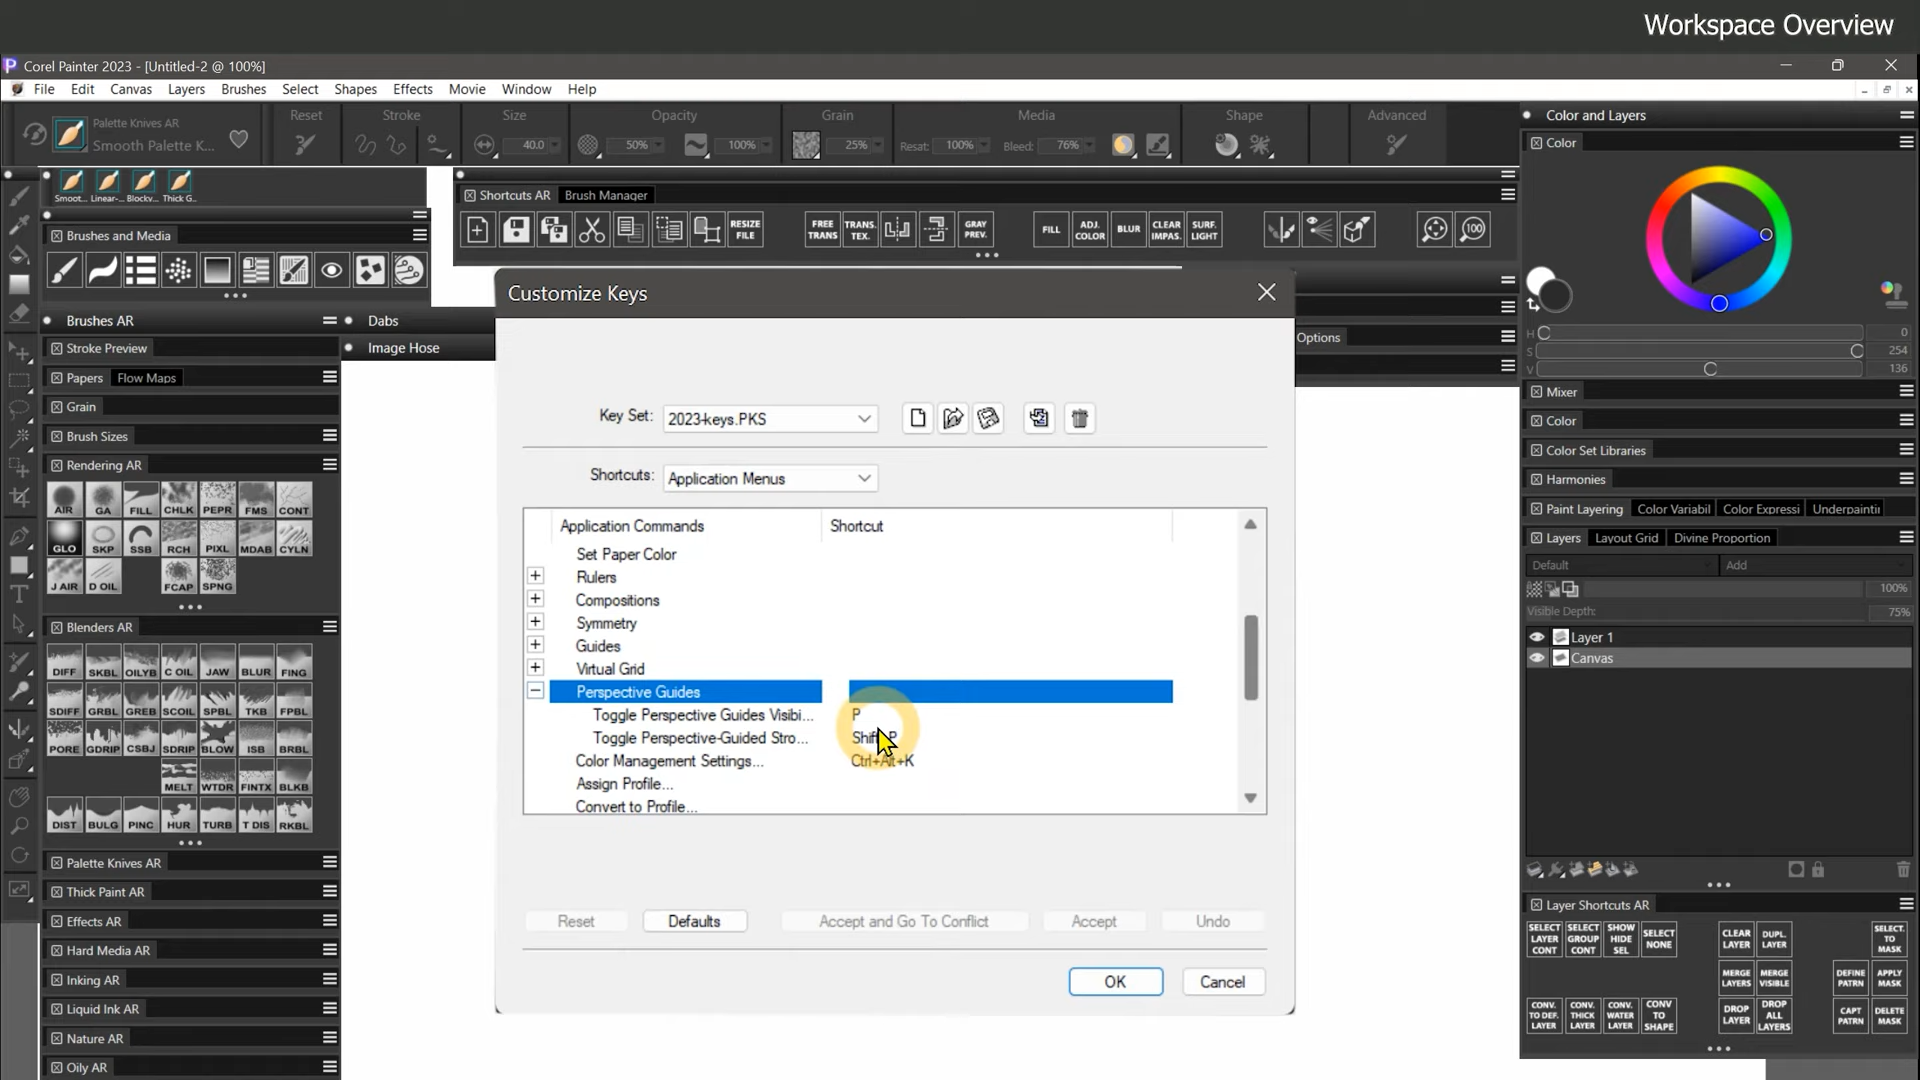 Workspace Overview
Corel Painter 2023 - [Untitled-2 @ 100%]
File Edit Canvas Layers Brushes Select Shapes Effects Movie Window Help
Palette Knives AR
Smooth Palette K...
Reset Stroke Size Opacity Grain Media Shape Advanced
40.0 50% 100% 25% Resat: 100% Bleed: 76%
Smoot... Linear-... Blockv... Thick G...
Brushes and Media
Shortcuts AR Brush Manager
RESIZE FILE
FREE TRANS
TRANS. TEX.
GRAY PREV.
FILL
ADJ. COLOR
BLUR
CLEAR IMPAS.
SURF. LIGHT
100
Brushes AR
Dabs
Stroke Preview
Image Hose
Papers Flow Maps
Grain
Brush Sizes
Rendering AR
AIR GA FILL CHLK PEPR FMS CONT
GLO SKP SSB RCH PIXL MDAB CYLN
J AIR D OIL FCAP SPNG
Blenders AR
DIFF SKBL OILYB C OIL JAW BLUR FING
SDIFF GRBL GREB SCOIL SPBL TKB FPBL
PORE GDRIP CSBJ SDRIP BLOW ISB BRBL
MELT WTDR FINTX BLKB
DIST BULG PINC HUR TURB T DIS RKBL
Palette Knives AR
Thick Paint AR
Effects AR
Hard Media AR
Inking AR
Liquid Ink AR
Nature AR
Oily AR
Customize Keys
Key Set: 2023-keys.PKS
Shortcuts: Application Menus
Application Commands Shortcut
Set Paper Color
Rulers
Compositions
Symmetry
Guides
Virtual Grid
Perspective Guides
Toggle Perspective Guides Visibi... P
Toggle Perspective-Guided Stro... Shift+P
Color Management Settings... Ctrl+Alt+K
Assign Profile...
Convert to Profile...
Reset Defaults Accept and Go To Conflict Accept Undo
OK Cancel
Options
Color and Layers
Color
H 0
S 254
V 136
Mixer
Color
Color Set Libraries
Harmonies
Paint Layering Color Variabil Color Expressi Underpaintin
Layers Layout Grid Divine Proportion
Default Add
100%
Visible Depth: 75%
Layer 1
Canvas
Layer Shortcuts AR
SELECT LAYER CONT
SELECT GROUP CONT
SHOW HIDE SEL
SELECT NONE
CLEAR LAYER
DUPL. LAYER
SELECT. TO MASK
MERGE LAYERS
MERGE VISIBLE
DEFINE PATRN
APPLY MASK
CONV. TO DEF. LAYER
CONV. THICK LAYER
CONV. WATER LAYER
CONV TO SHAPE
DROP LAYER
DROP ALL LAYERS
CAPT PATRN
DELETE MASK